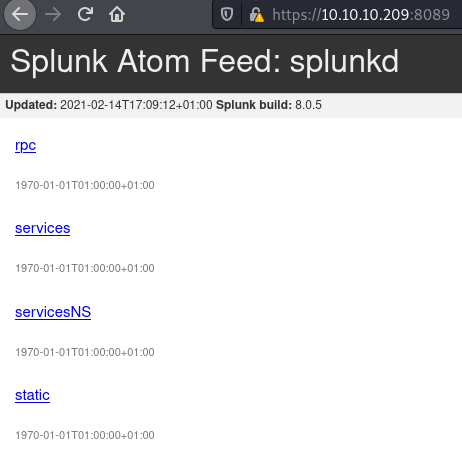 https://10.10.10.209:8089
Splunk Atom Feed: splunkd
Updated: 2021-02-14T17:09:12+01:00 Splunk build: 8.0.5
rpc
1970-01-01T01:00:00+01:00
services
1970-01-01T01:00:00+01:00
servicesNS
1970-01-01T01:00:00+01:00
static
1970-01-01T01:00:00+01:00